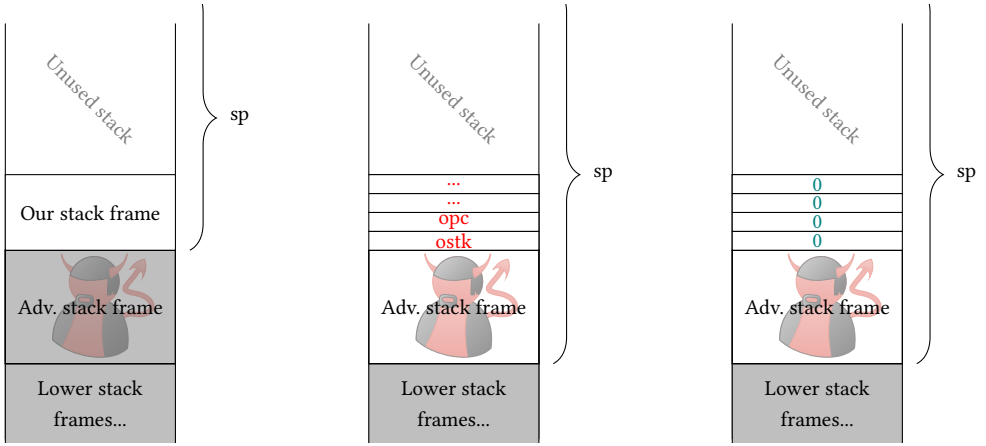 Unused stack
sp
Our stack frame
Adv. stack frame
Lower stack
frames...
Unused stack
sp
...
...
opc
ostk
Adv. stack frame
Lower stack
frames...
Unused stack
sp
0
0
0
0
Adv. stack frame
Lower stack
frames...